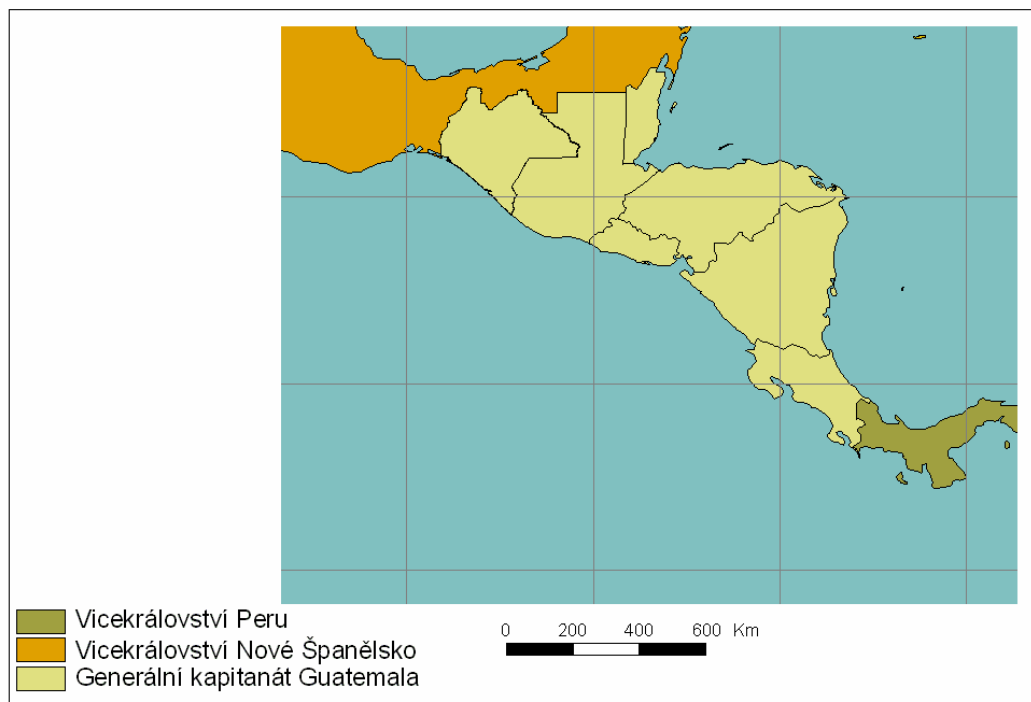 Vicekrálovství Peru
Vicekrálovství Nové Španělsko
Generální kapitanát Guatemala
0 200 400 600 Km